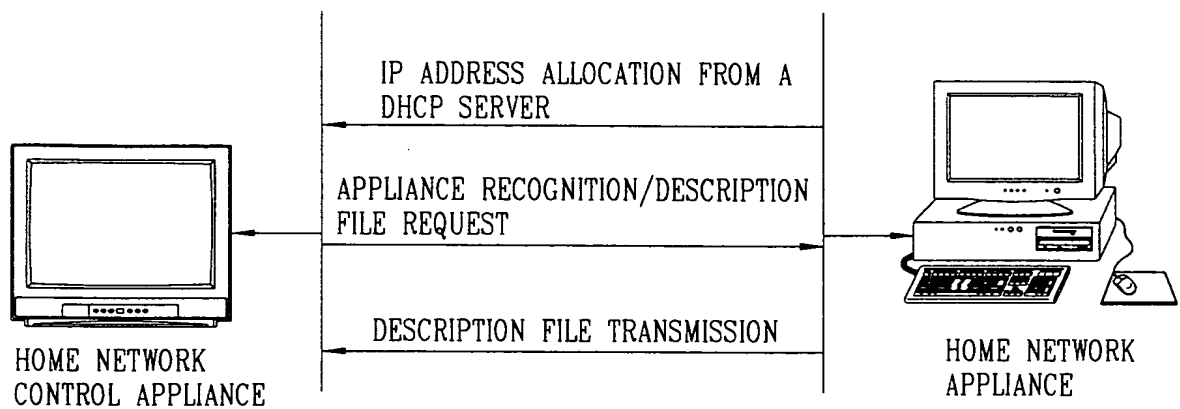 IP ADDRESS ALLOCATION FROM A
DHCP SERVER
APPLIANCE RECOGNITION/DESCRIPTION
FILE REQUEST
DESCRIPTION FILE TRANSMISSION
HOME NETWORK
CONTROL APPLIANCE
HOME NETWORK
APPLIANCE